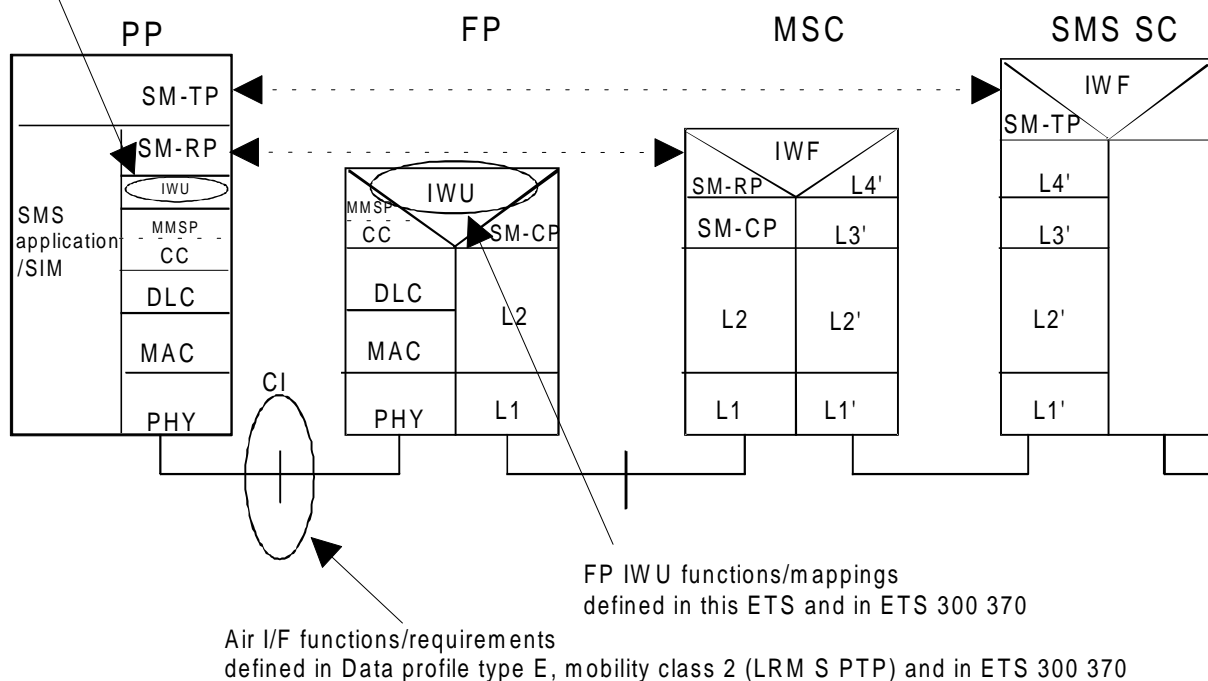 PP FP MSC SMS SC
SM-TP
SM-RP
IWU
MMSP
CC
DLC
MAC
PHY
SMS
application
/SIM
CI
IWU
MMSP
CC
SM-CP
DLC
MAC
PHY
L2
L1
IWF
SM-RP
L4'
SM-CP
L3'
L2
L2'
L1
L1'
IWF
SM-TP
L4'
L3'
L2'
L1'
FP IWU functions/mappings
defined in this ETS and in ETS 300 370
Air I/F functions/requirements
defined in Data profile type E, mobility class 2 (LRM S PTP) and in ETS 300 370